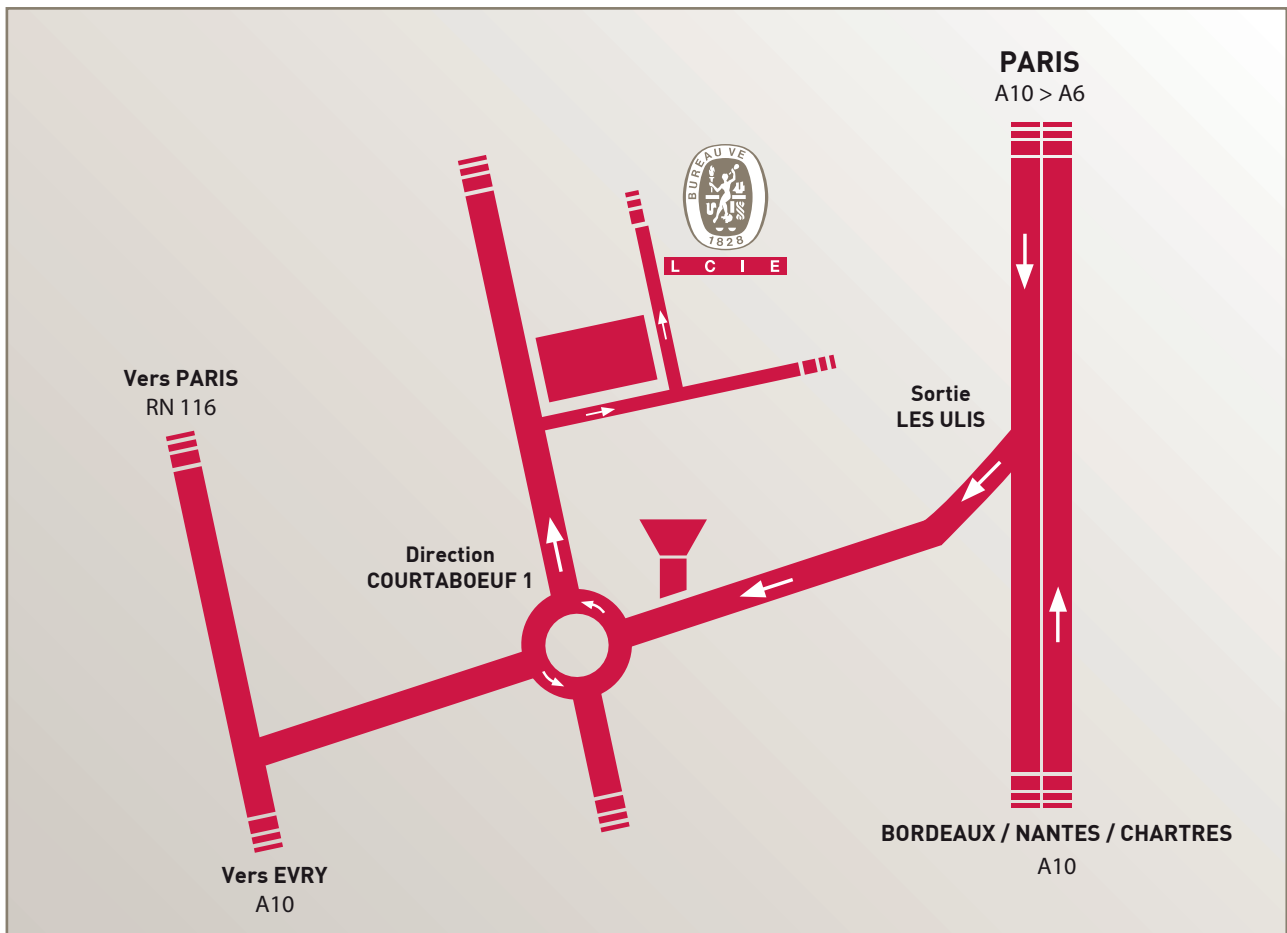 PARIS
A10 > A6
BUREAU VE
1828
L C I E
Vers PARIS
RN 116
Sortie
LES ULIS
Direction
COURTABOEUF 1
BORDEAUX / NANTES / CHARTRES
A10
Vers EVRY
A10